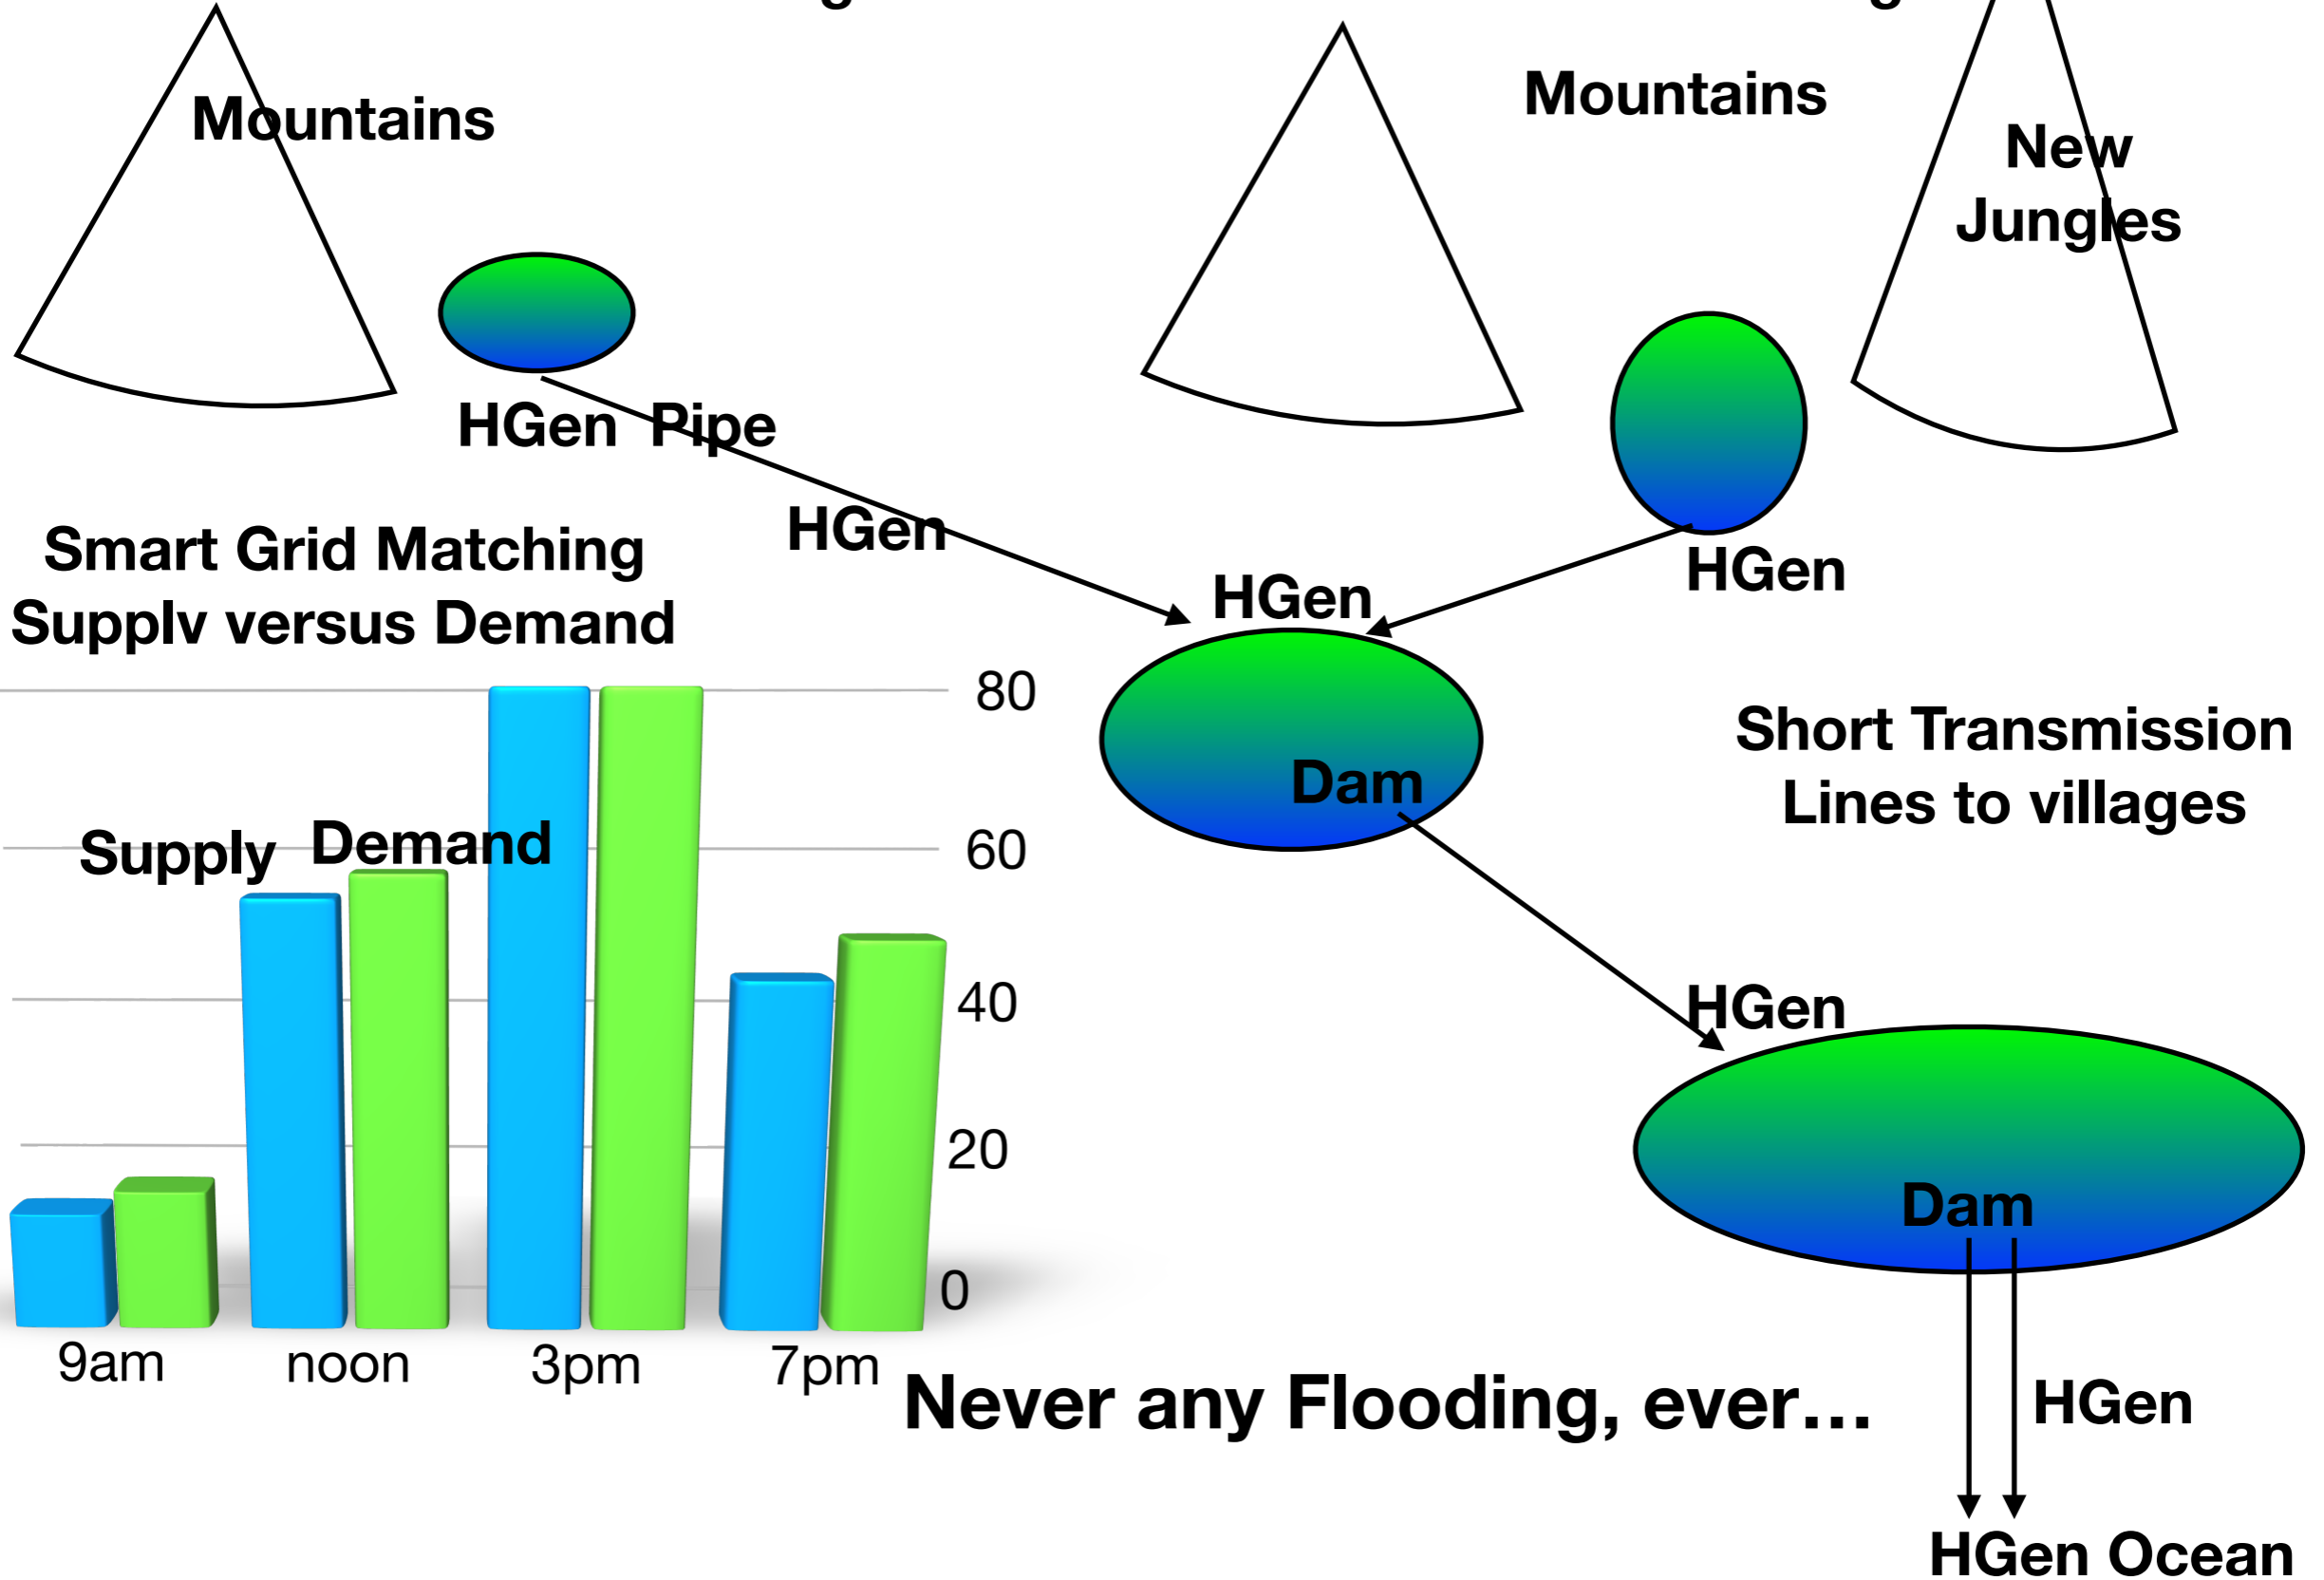 Mountains
Mountains
New
Jungles
HGen Pipe
HGen
HGen
HGen
Smart Grid Matching
Supply versus Demand
80
Short Transmission
Lines to villages
Dam
Supply Demand
60
40
HGen
20
Dam
0
9am noon 3pm 7pm
Never any Flooding, ever...
HGen
HGen Ocean